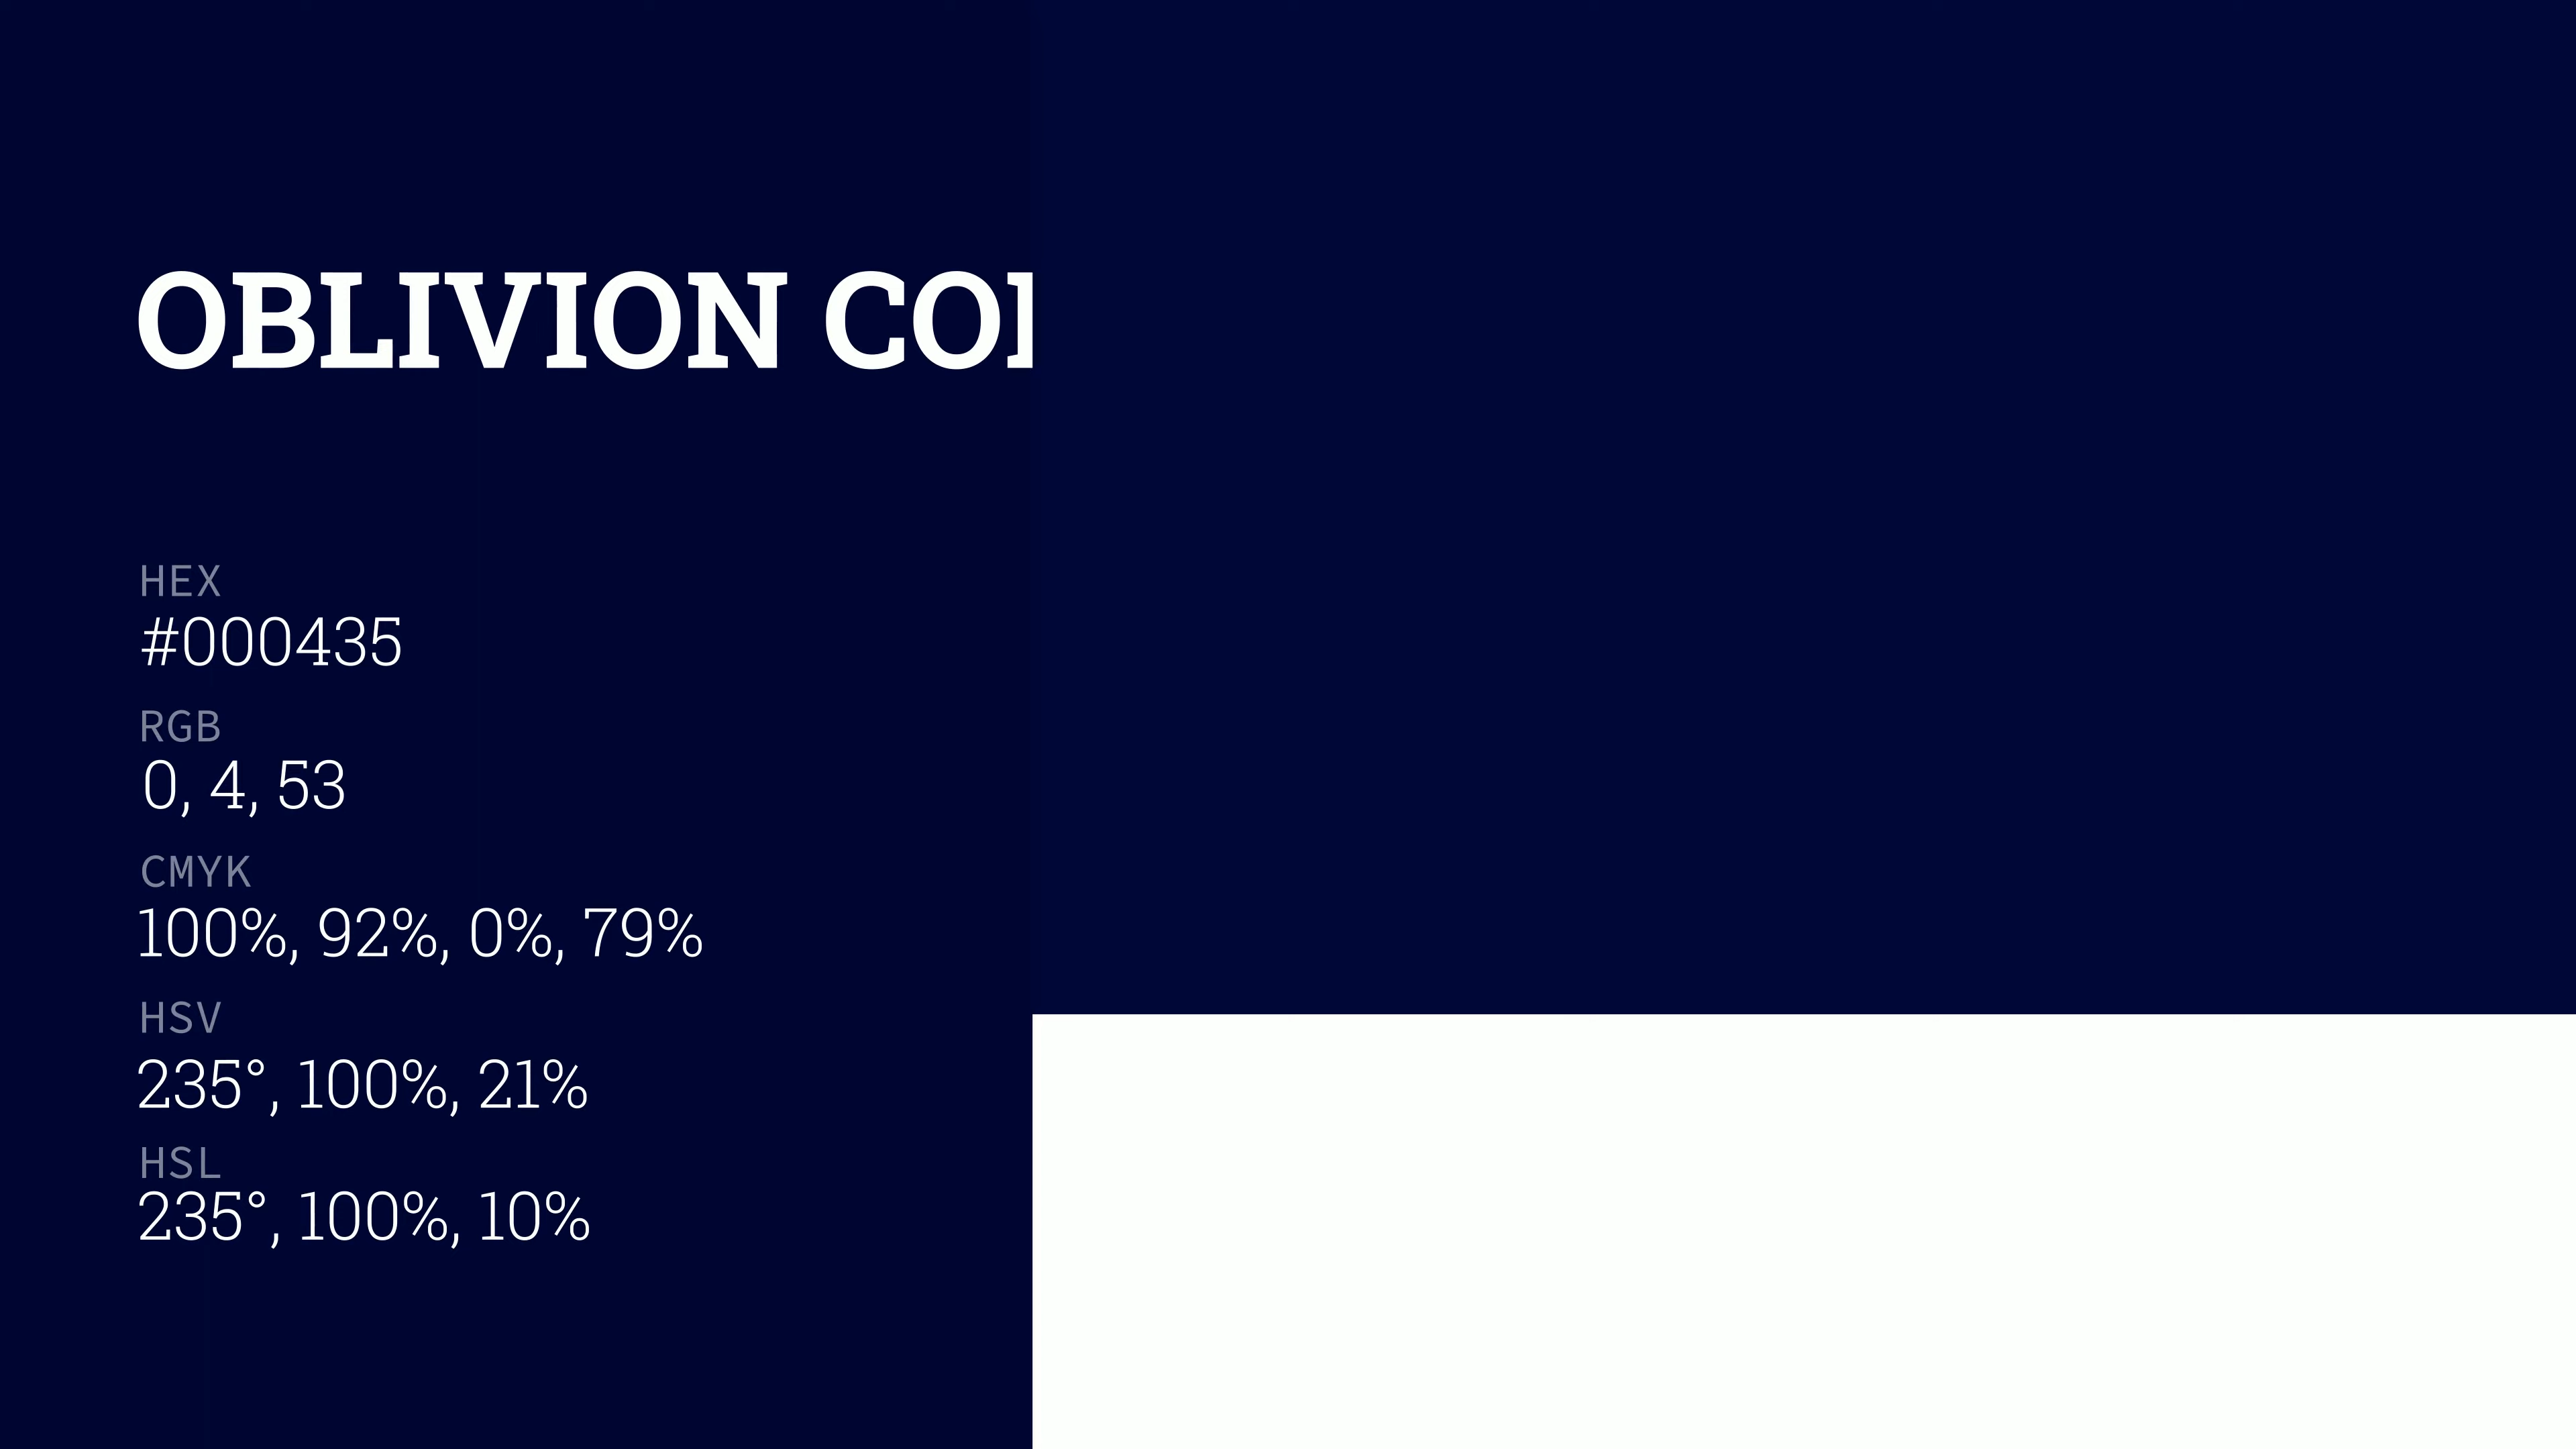 OBLIVION CO
HEX
#000435
RGB
0, 4, 53
CMYK
100%, 92%, 0%, 79%
HSV
235°, 100%, 21%
HSL
235°, 100%, 10%